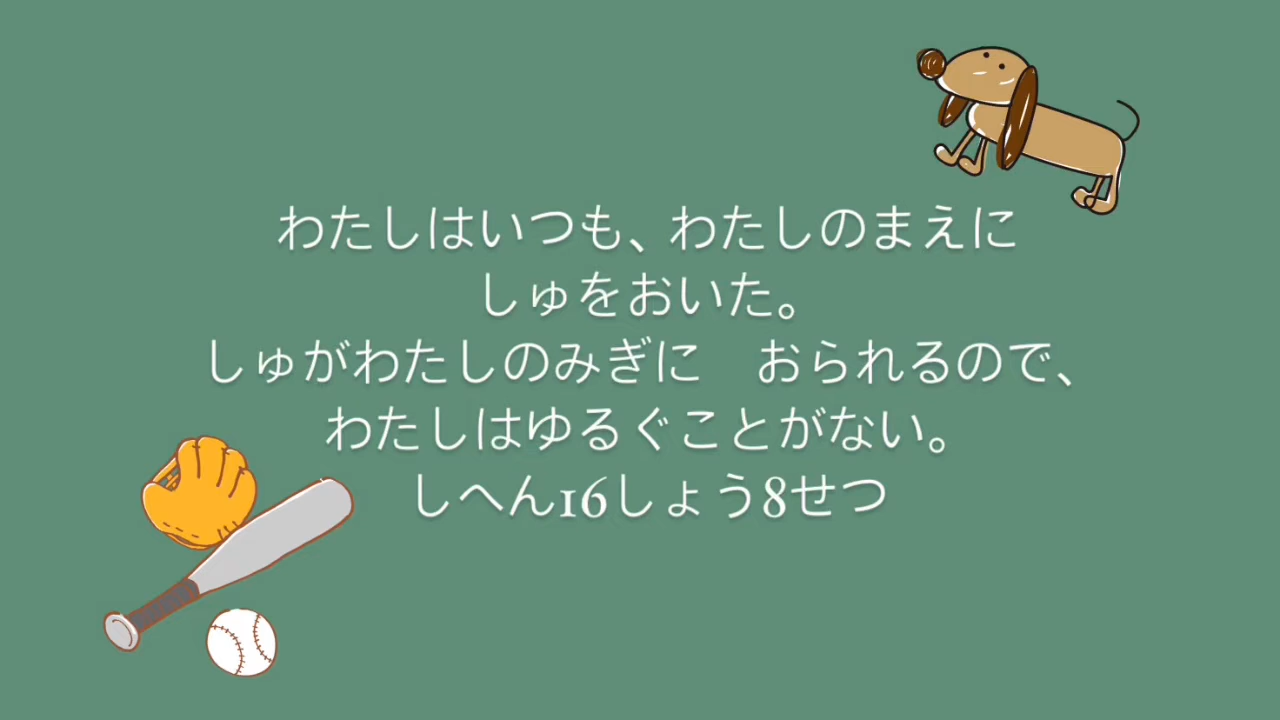 わたしはいつも、わたしのまえに
しゅをおいた。
しゅがわたしのみぎに　おられるので、
わたしはゆるぐことがない。
しへん16しょう8せつ